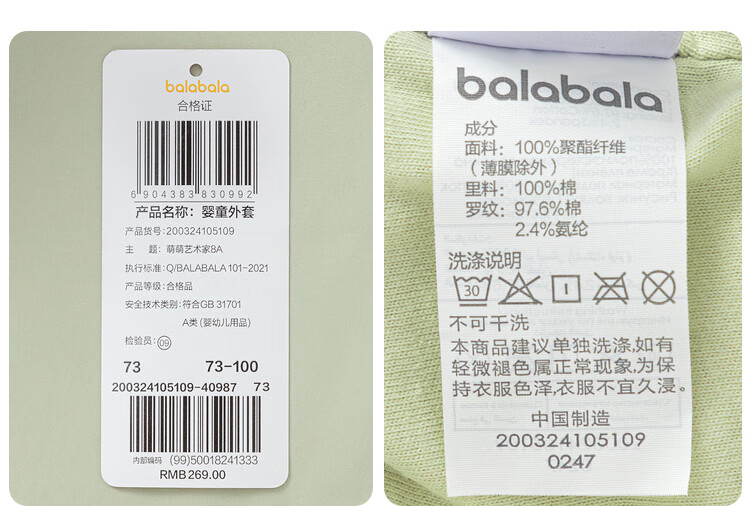 balabala
合格证
6 904383 830992
产品名称: 婴童外套
产品货号: 200324105109
主 题: 萌萌艺术家8A
执行标准: Q/BALABALA 101-2021
产品等级: 合格品
安全技术类别: 符合GB 31701
A类 (婴幼儿用品)
检验员: 09
73 73-100
200324105109-40987 73
内部编码 (99)50018241333
RMB 269.00
balabala
成分
面料: 100%聚酯纤维
(薄膜除外)
里料: 100%棉
罗纹: 97.6%棉
2.4%氨纶
洗涤说明
30
不可干洗
本商品建议单独洗涤,如有
轻微褪色属正常现象,为保
持衣服色泽,衣服不宜久浸。
中国制造
200324105109
0247